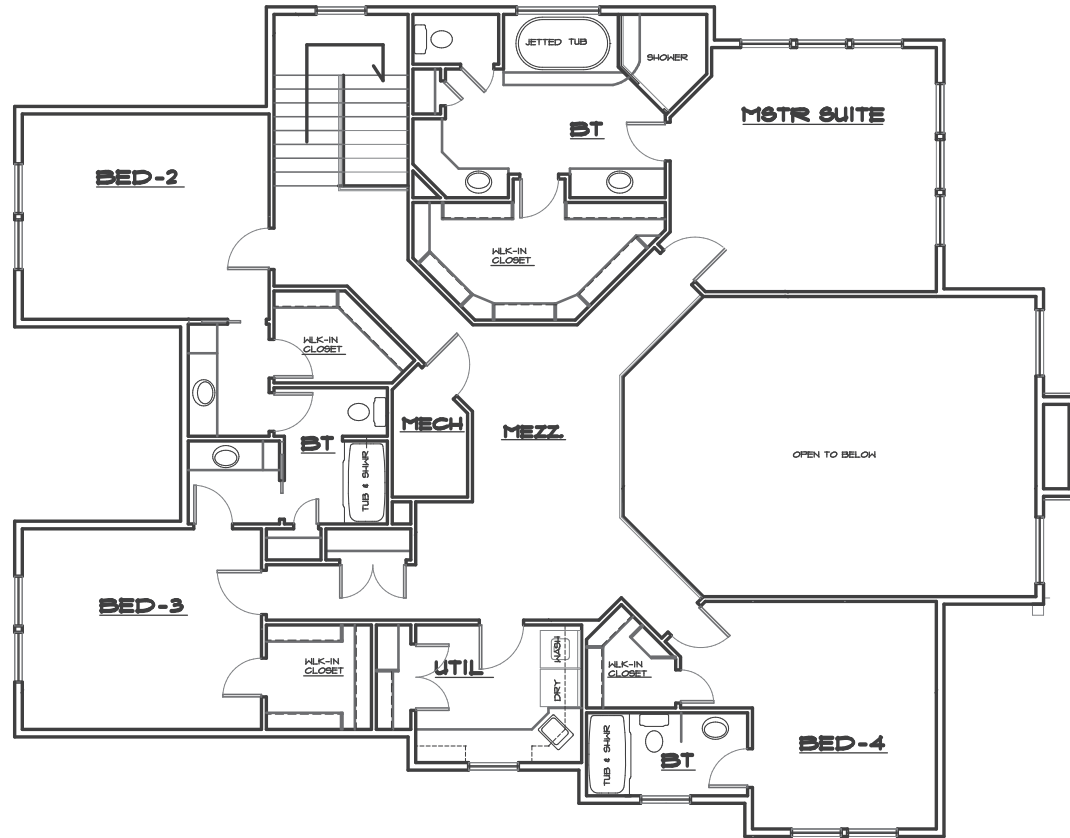 JETTED TUB
SHOWER
BT
MSTR SUITE
BED-2
WLK-IN
CLOSET
WLK-IN
CLOSET
MECH
MEZZ.
BT
TUB & SHWR
OPEN TO BELOW
BED-3
WLK-IN
CLOSET
UTIL
WASH
DRY
WLK-IN
CLOSET
BED-4
BT
TUB & SHWR